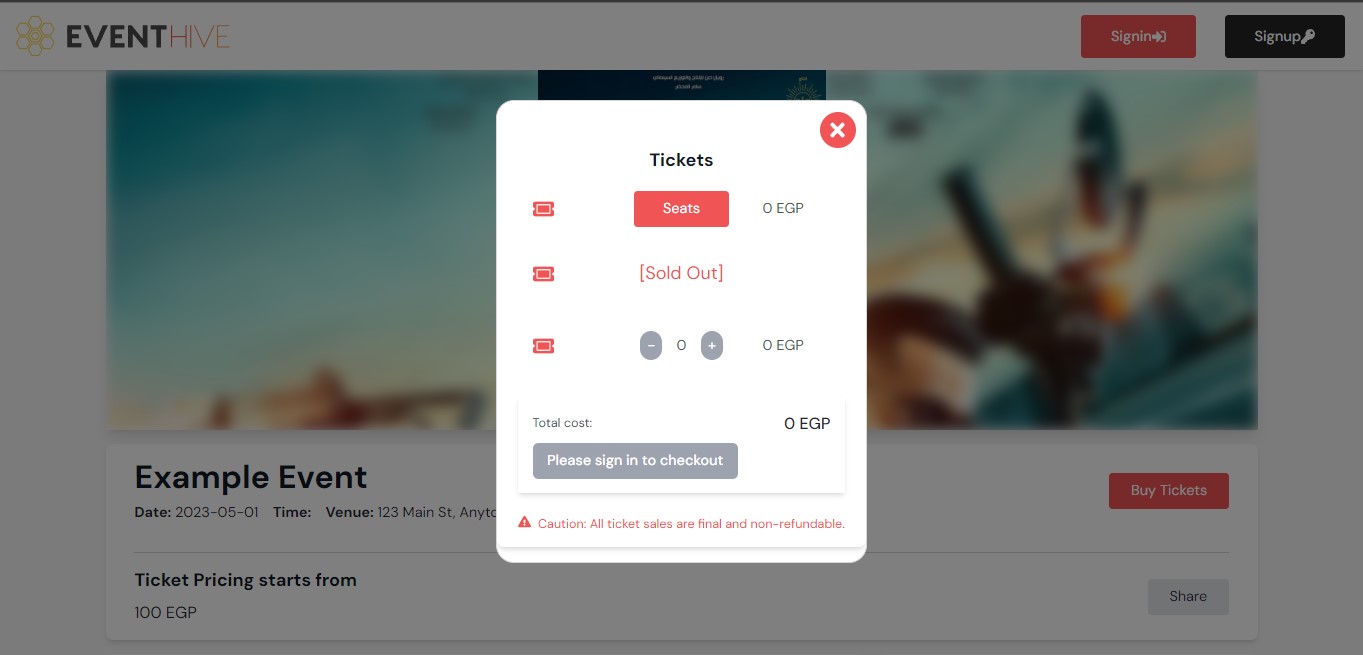 EVENTHIVE
Signin
Signup
Tickets
Seats
0 EGP
[Sold Out]
-
0
+
0 EGP
Total cost:
0 EGP
Please sign in to checkout
Caution: All ticket sales are final and non-refundable.
Example Event
Buy Tickets
Date: 2023-05-01 Time: Venue: 123 Main St,
Ticket Pricing starts from
100 EGP
Share